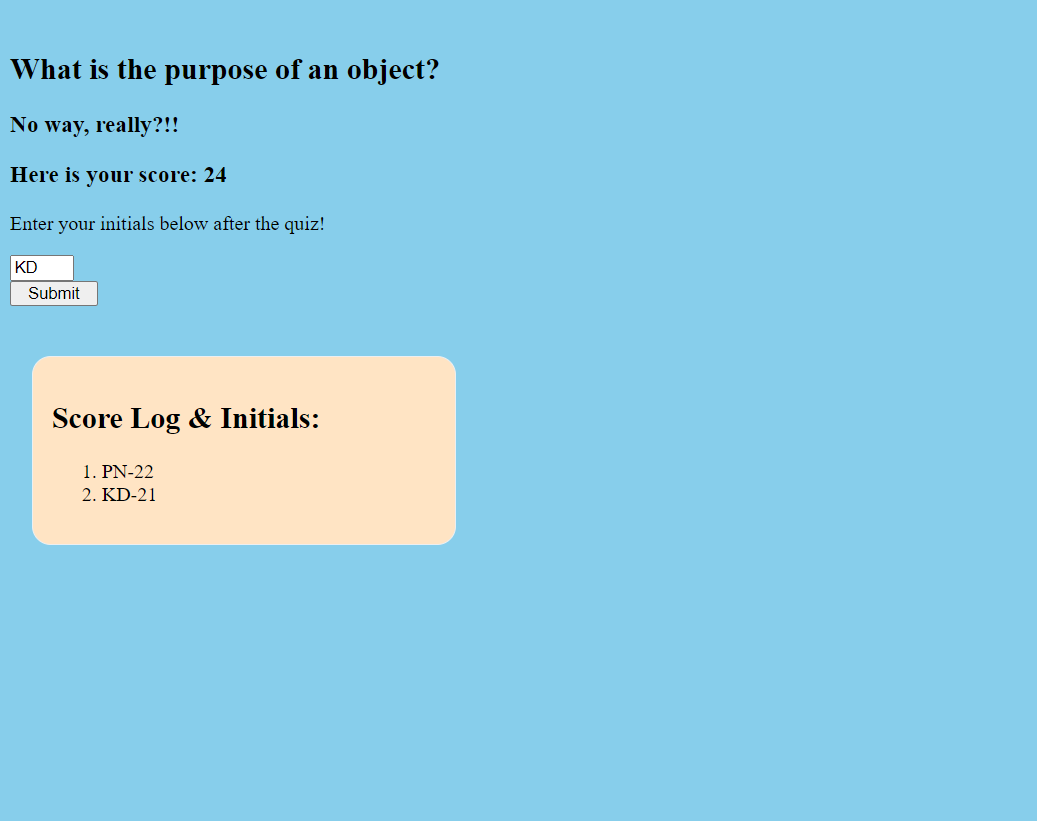 What is the purpose of an object?
No way, really?!!
Here is your score: 24
Enter your initials below after the quiz!
KD
Submit
Score Log & Initials:
1. PN-22
2. KD-21